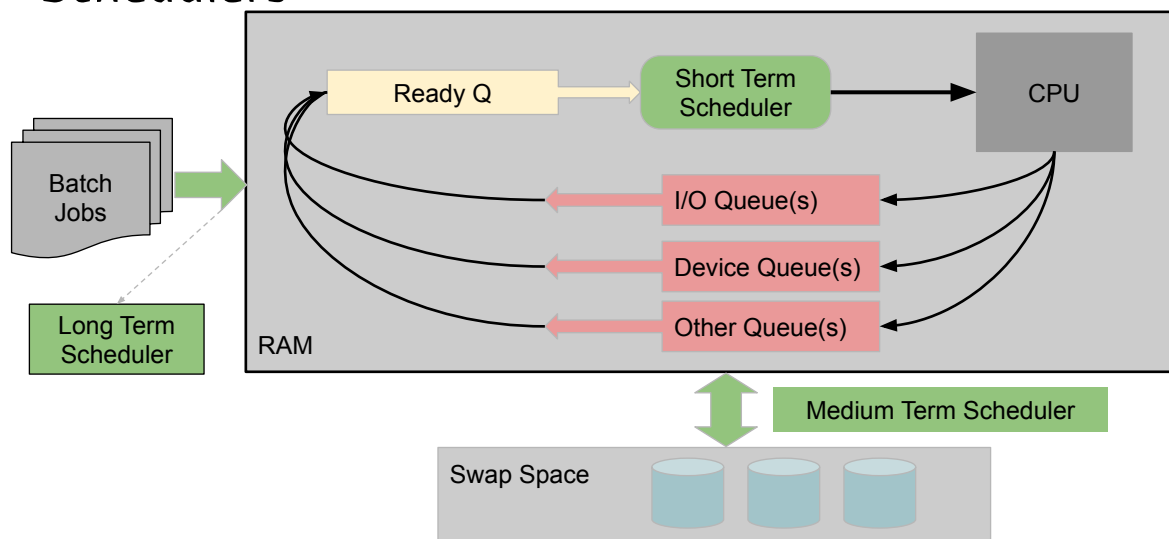 Schedulers
Ready Q
Short Term
Scheduler
CPU
Batch
Jobs
I/O Queue(s)
Device Queue(s)
Other Queue(s)
Long Term
Scheduler
RAM
Medium Term Scheduler
Swap Space